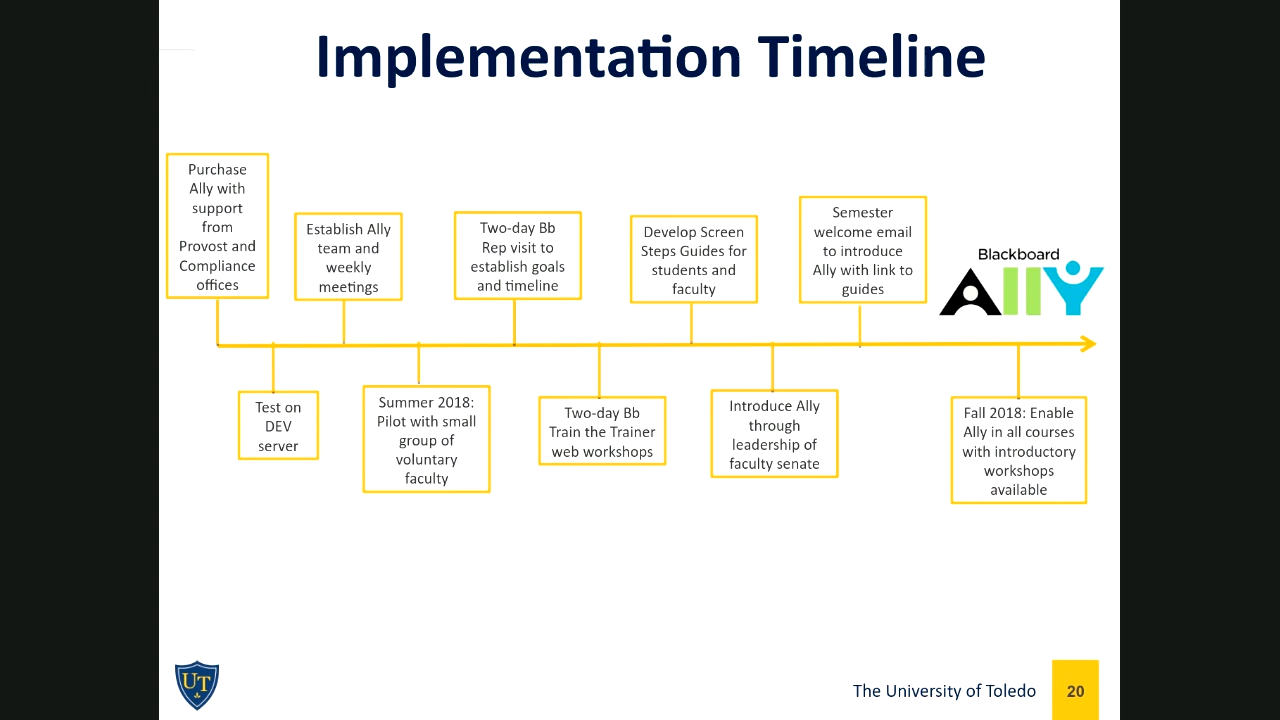 Implementation Timeline
Purchase
Ally with
support
from
Provost and
Compliance
offices
Establish Ally
team and
weekly
meetings
Two-day Bb
Rep visit to
establish goals
and timeline
Develop Screen
Steps Guides for
students and
faculty
Semester
welcome email
to introduce
Ally with link to
guides
Blackboard
Ally
Test on
DEV
server
Summer 2018:
Pilot with small
group of
voluntary
faculty
Two-day Bb
Train the Trainer
web workshops
Introduce Ally
through
leadership of
faculty senate
Fall 2018: Enable
Ally in all courses
with introductory
workshops
available
UT
The University of Toledo
20